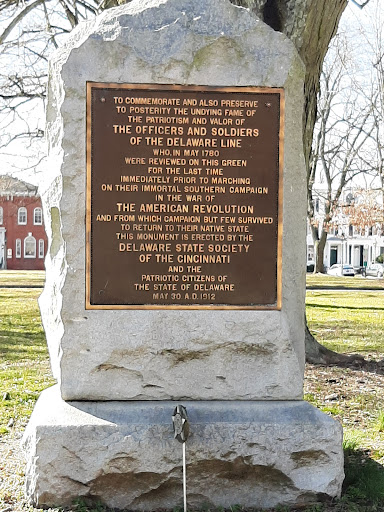 TO COMMEMORATE AND ALSO PRESERVE
TO POSTERITY THE UNDYING FAME OF
THE PATRIOTISM AND VALOR OF
THE OFFICERS AND SOLDIERS
OF THE DELAWARE LINE
WHO, IN MAY 1780
WERE REVIEWED ON THIS GREEN
FOR THE LAST TIME
IMMEDIATELY PRIOR TO MARCHING
ON THEIR IMMORTAL SOUTHERN CAMPAIGN
IN THE WAR OF
THE AMERICAN REVOLUTION
AND FROM WHICH CAMPAIGN BUT FEW SURVIVED
TO RETURN TO THEIR NATIVE STATE
THIS MONUMENT IS ERECTED BY THE
DELAWARE STATE SOCIETY
OF THE CINCINNATI
AND THE
PATRIOTIC CITIZENS OF
THE STATE OF DELAWARE
MAY 30 A.D. 1912